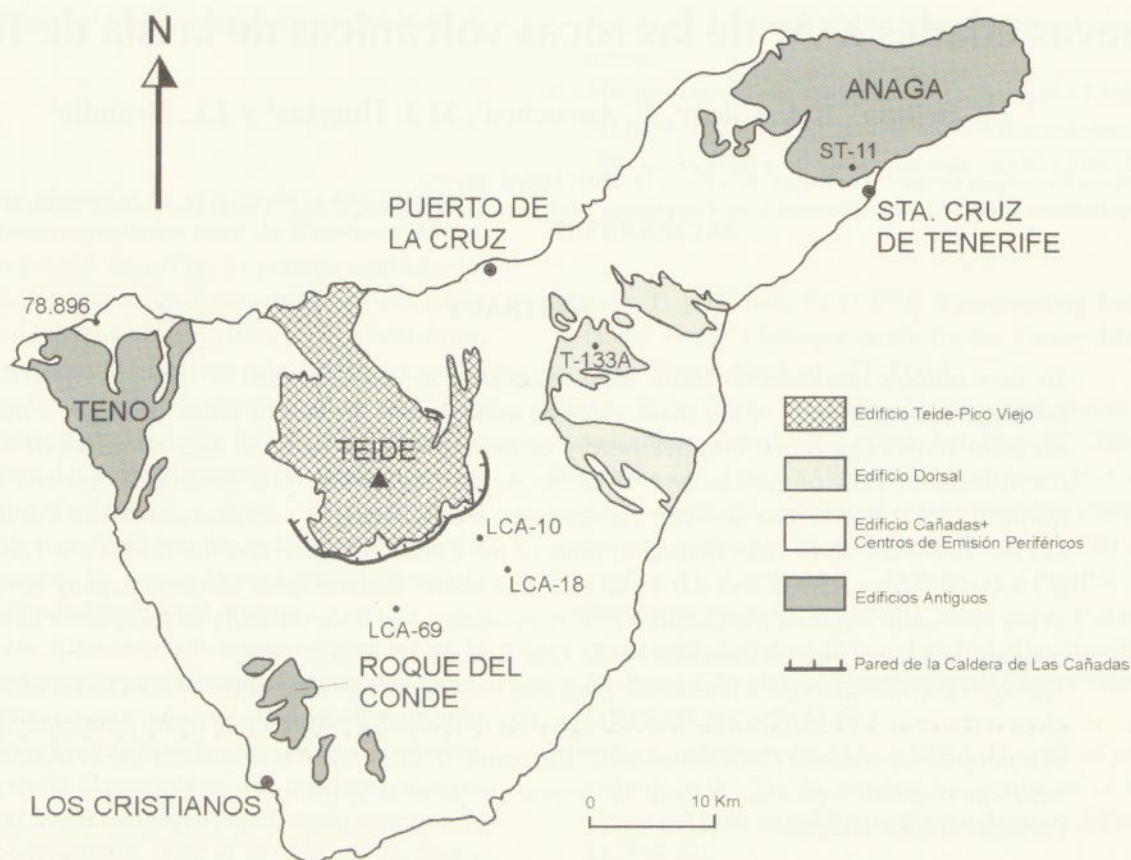 N
ANAGA
ST-11
STA. CRUZ
DE TENERIFE
PUERTO DE
LA CRUZ
78.896
TENO
TEIDE
T-133A
LCA-10
LCA-18
LCA-69
ROQUE DEL
CONDE
LOS CRISTIANOS
Edificio Teide-Pico Viejo
Edificio Dorsal
Edificio Cañadas+
Centros de Emisión Periféricos
Edificios Antiguos
Pared de la Caldera de Las Cañadas
0 10 Km.